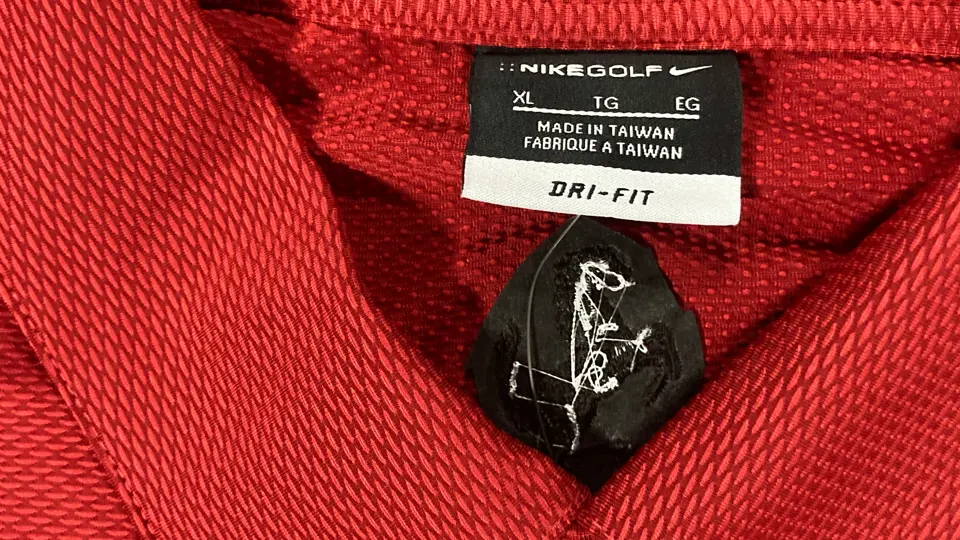 NIKEGOLF
XL TG EG
MADE IN TAIWAN
FABRIQUE A TAIWAN
DRI-FIT